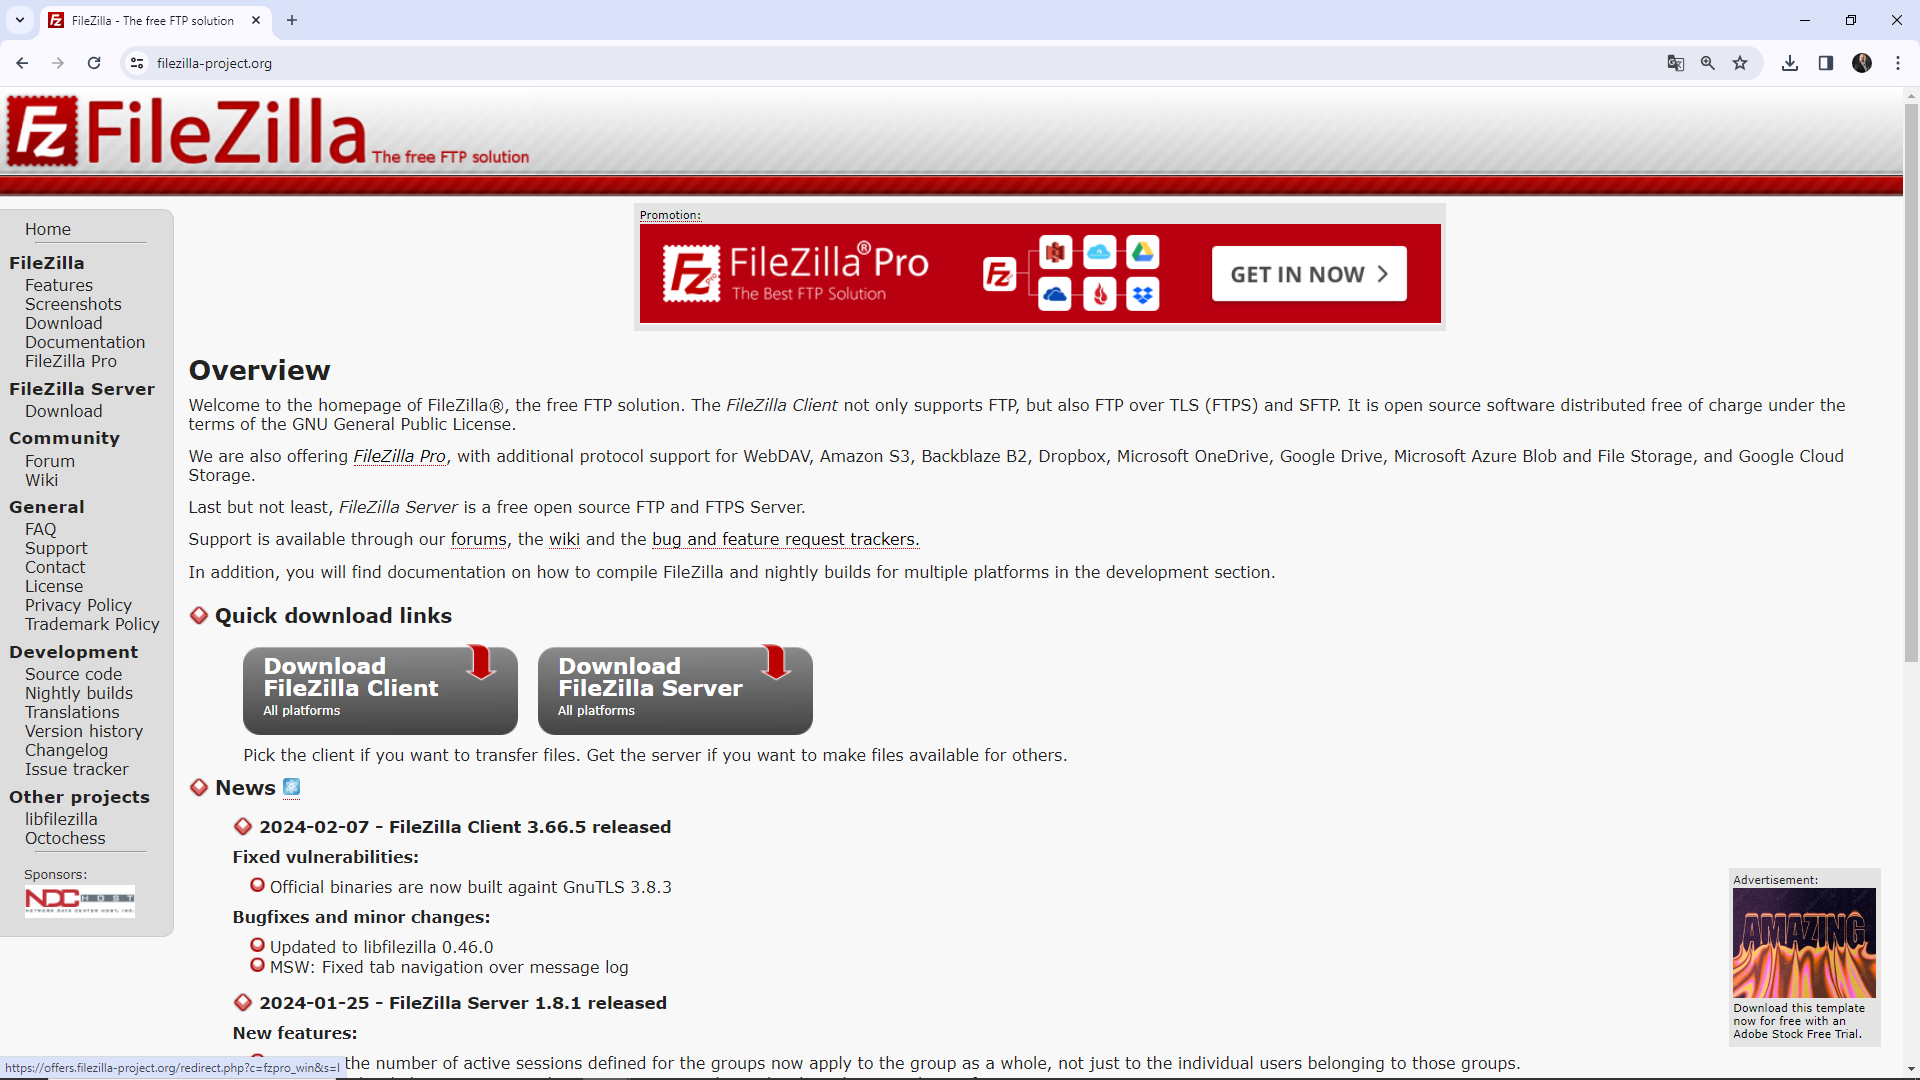 FileZilla - The free FTP solution
filezilla-project.org
Fz FileZilla The free FTP solution
Home
FileZilla
Features
Screenshots
Download
Documentation
FileZilla Pro
FileZilla Server
Download
Community
Forum
Wiki
General
FAQ
Support
Contact
License
Privacy Policy
Trademark Policy
Development
Source code
Nightly builds
Translations
Version history
Changelog
Issue tracker
Other projects
libfilezilla
Octochess
Sponsors:
NDC HOST
NETWORK DATA CENTER HOST, INC.
Promotion:
Fz PRO FileZilla® Pro
The Best FTP Solution
Fz
GET IN NOW >
Overview
Welcome to the homepage of FileZilla®, the free FTP solution. The FileZilla Client not only supports FTP, but also FTP over TLS (FTPS) and SFTP. It is open source software distributed free of charge under the
terms of the GNU General Public License.
We are also offering FileZilla Pro, with additional protocol support for WebDAV, Amazon S3, Backblaze B2, Dropbox, Microsoft OneDrive, Google Drive, Microsoft Azure Blob and File Storage, and Google Cloud
Storage.
Last but not least, FileZilla Server is a free open source FTP and FTPS Server.
Support is available through our forums, the wiki and the bug and feature request trackers.
In addition, you will find documentation on how to compile FileZilla and nightly builds for multiple platforms in the development section.
Quick download links
Download
FileZilla Client
All platforms
Download
FileZilla Server
All platforms
Pick the client if you want to transfer files. Get the server if you want to make files available for others.
News
2024-02-07 - FileZilla Client 3.66.5 released
Fixed vulnerabilities:
Official binaries are now built againt GnuTLS 3.8.3
Bugfixes and minor changes:
Updated to libfilezilla 0.46.0
MSW: Fixed tab navigation over message log
2024-01-25 - FileZilla Server 1.8.1 released
New features:
the number of active sessions defined for the groups now apply to the group as a whole, not just to the individual users belonging to those groups.
Advertisement:
AMAZING
Download this template
now for free with an
Adobe Stock Free Trial.
https://offers.filezilla-project.org/redirect.php?c=fzpro_win&s=l